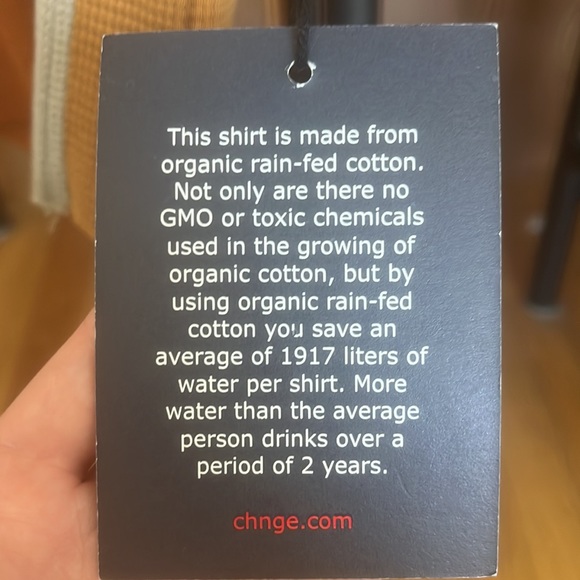 This shirt is made from
organic rain-fed cotton.
Not only are there no
GMO or toxic chemicals
used in the growing of
organic cotton, but by
using organic rain-fed
cotton you save an
average of 1917 liters of
water per shirt. More
water than the average
person drinks over a
period of 2 years.
chnge.com